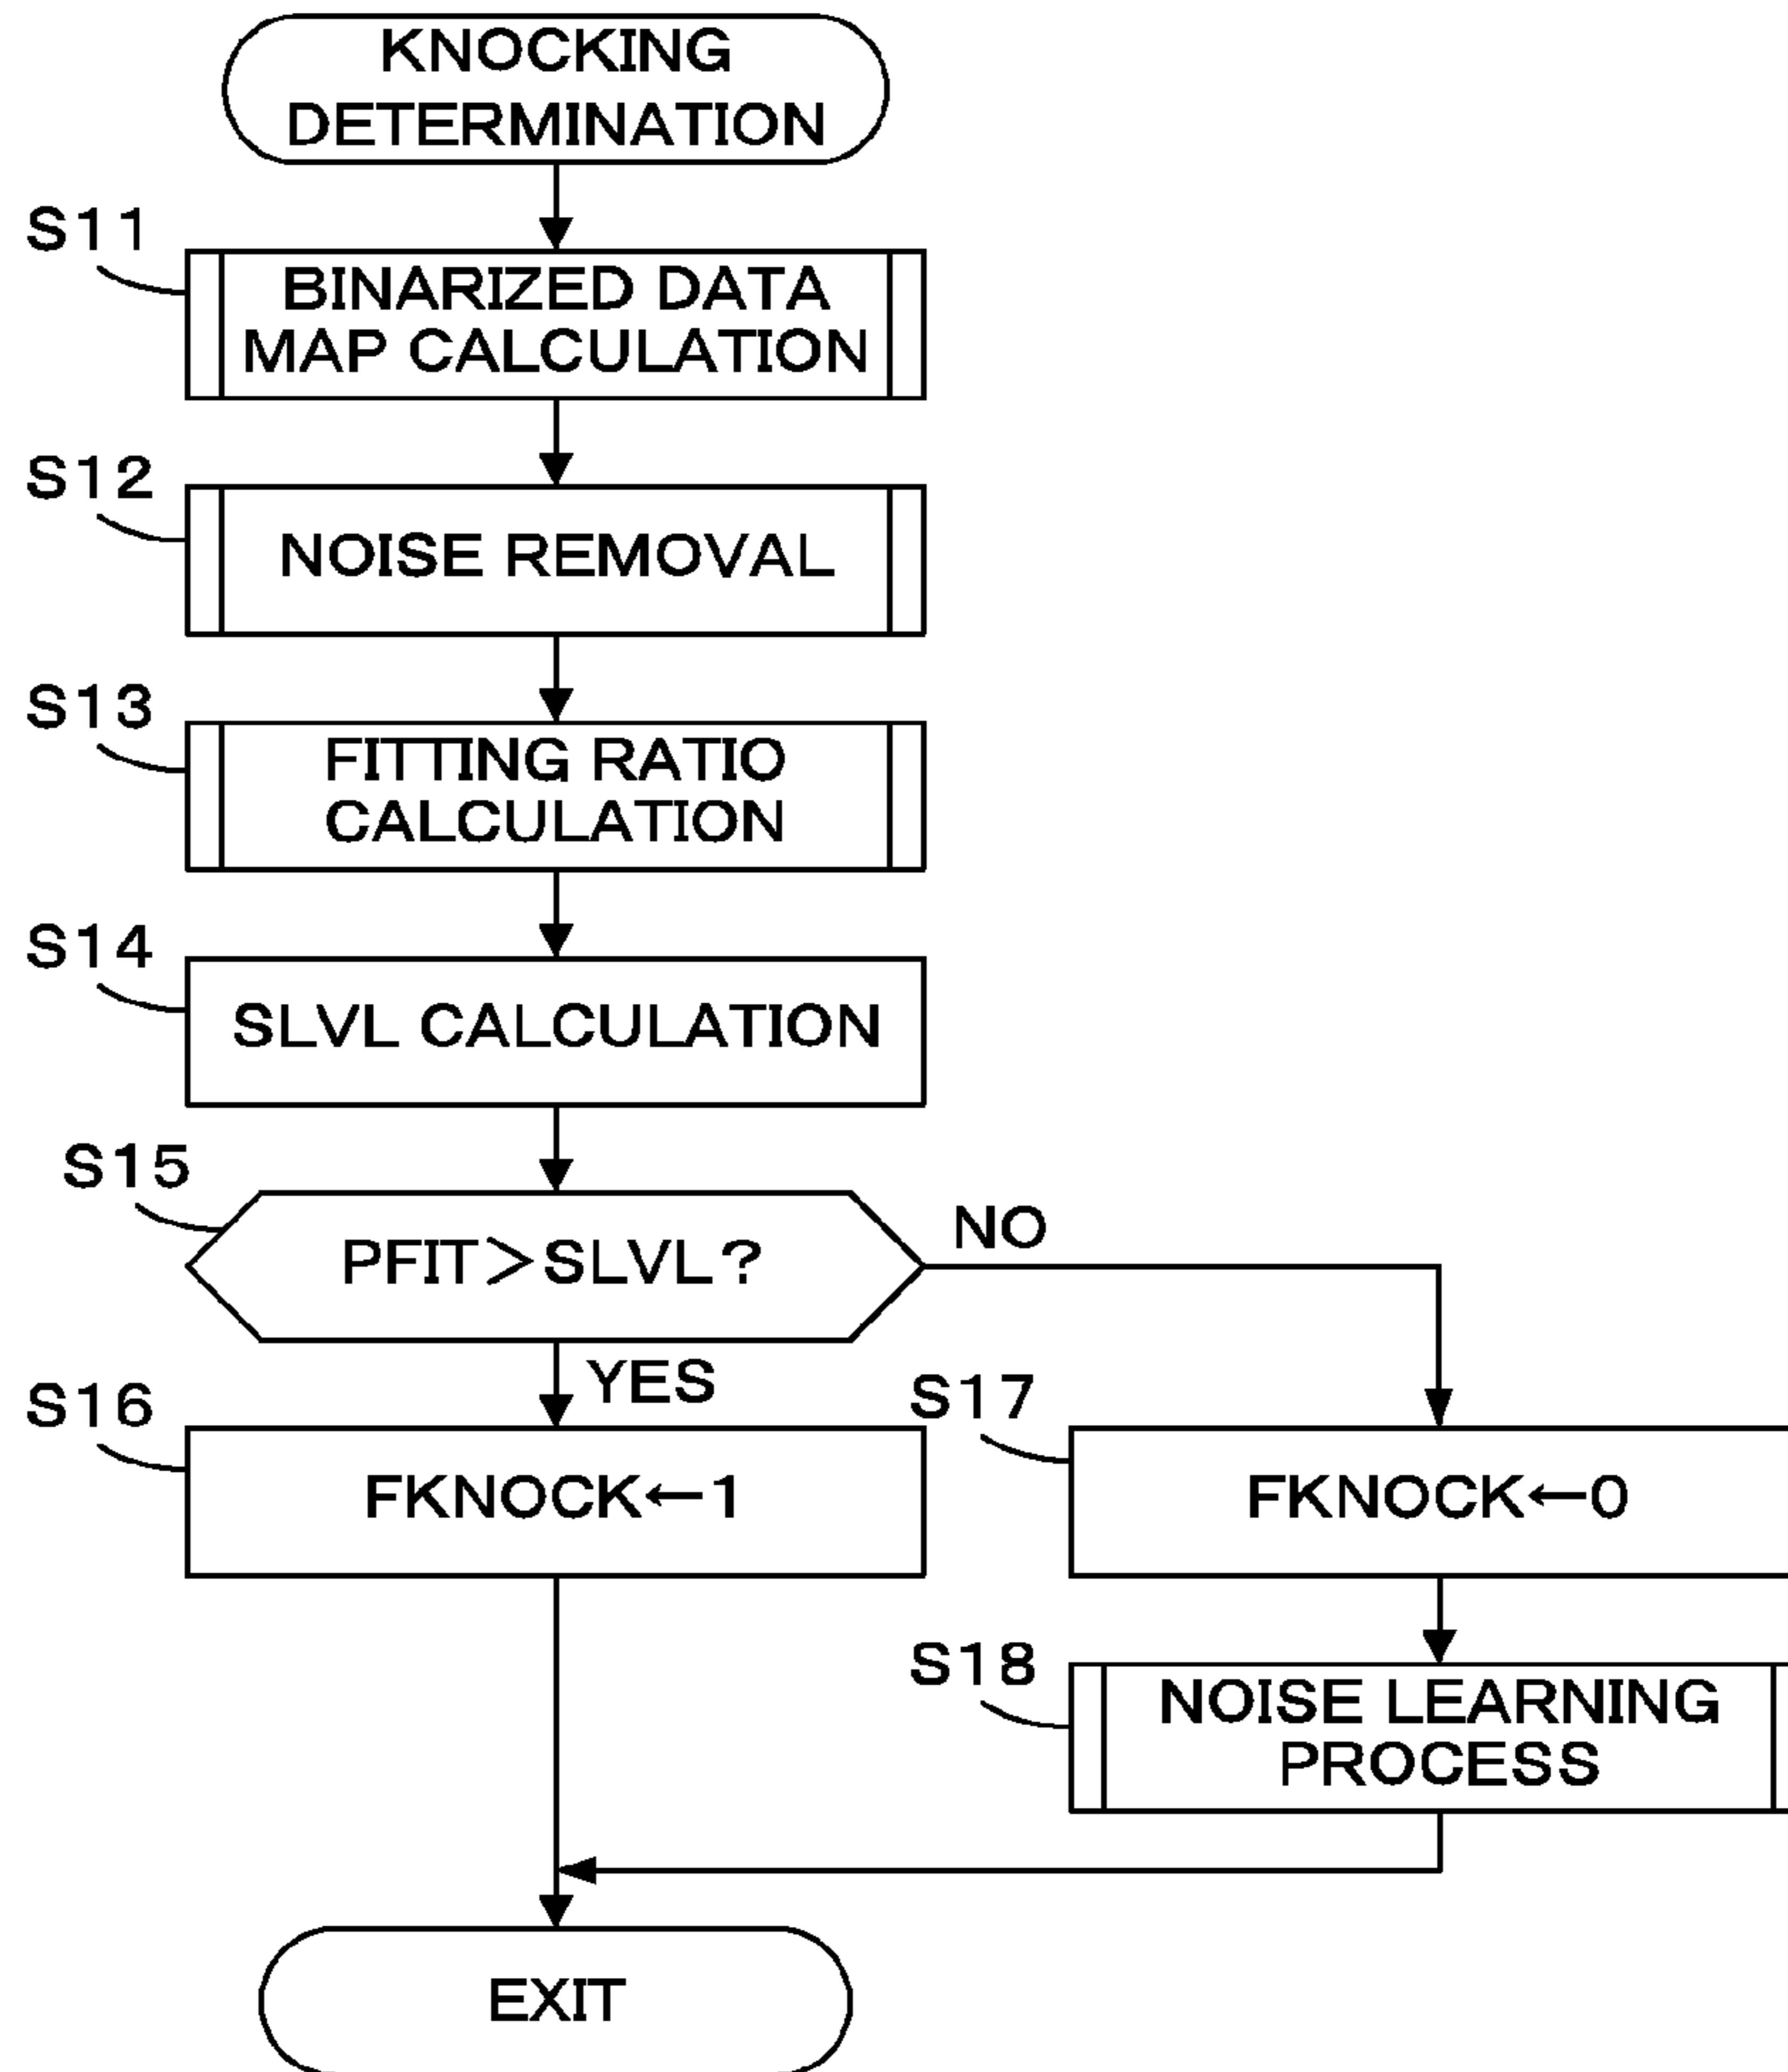 KNOCKING
DETERMINATION
S11
BINARIZED DATA
MAP CALCULATION
S12
NOISE REMOVAL
S13
FITTING RATIO
CALCULATION
S14
SLVL CALCULATION
S15
PFIT>SLVL?
NO
YES
S16
FKNOCK←1
S17
FKNOCK←0
S18
NOISE LEARNING
PROCESS
EXIT